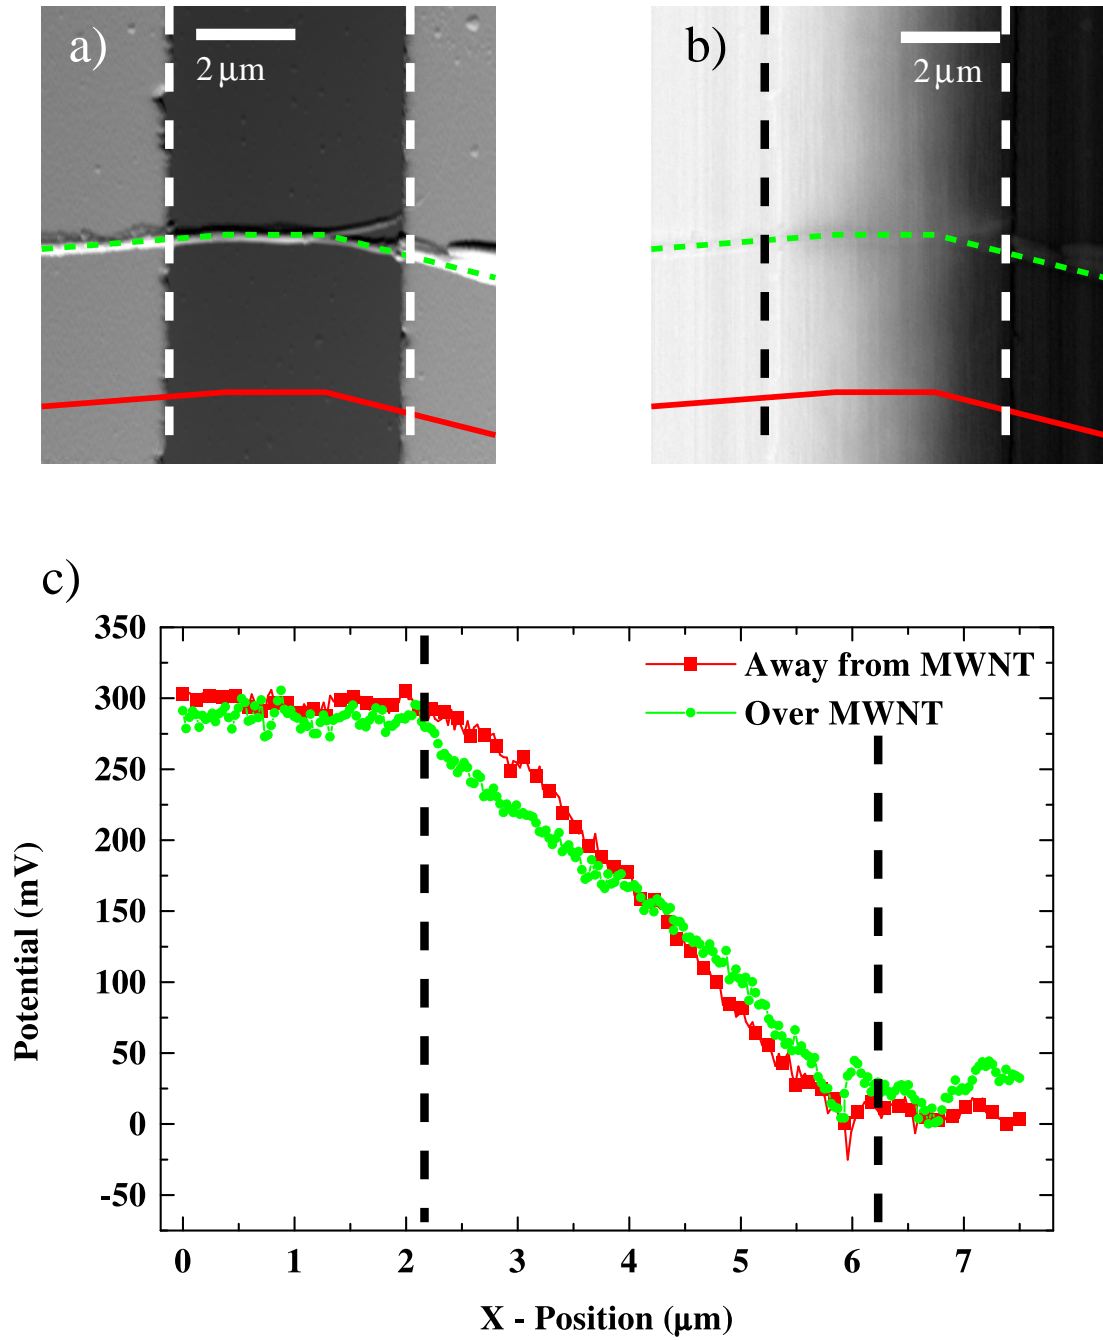 a)
2 μm
b)
2 μm
c)
350
300
250
200
150
100
50
0
-50
Potential (mV)
Away from MWNT
Over MWNT
0 1 2 3 4 5 6 7
X - Position (μm)